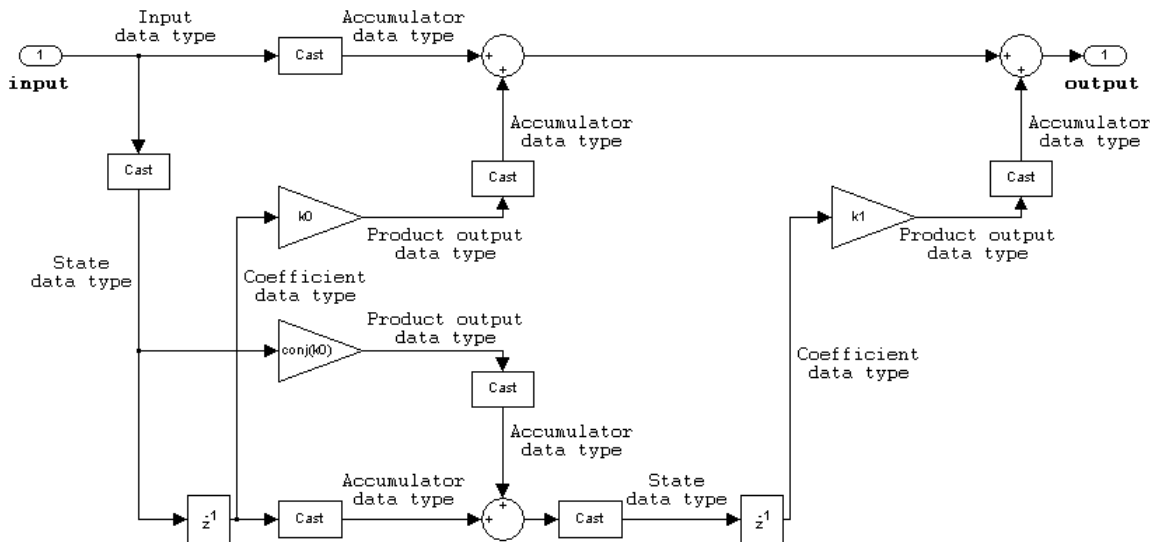 Input
data type
Accumulator
data type
1
Cast
+
+
+
+
1
input
output
Accumulator
data type
Accumulator
data type
Cast
Cast
Cast
k0
k1
Product output
data type
Product output
data type
State
data type
Coefficient
data type
Product output
data type
conj(k0)
Coefficient
data type
Cast
Accumulator
data type
Accumulator
data type
State
data type
z-1
Cast
+
+
Cast
z-1